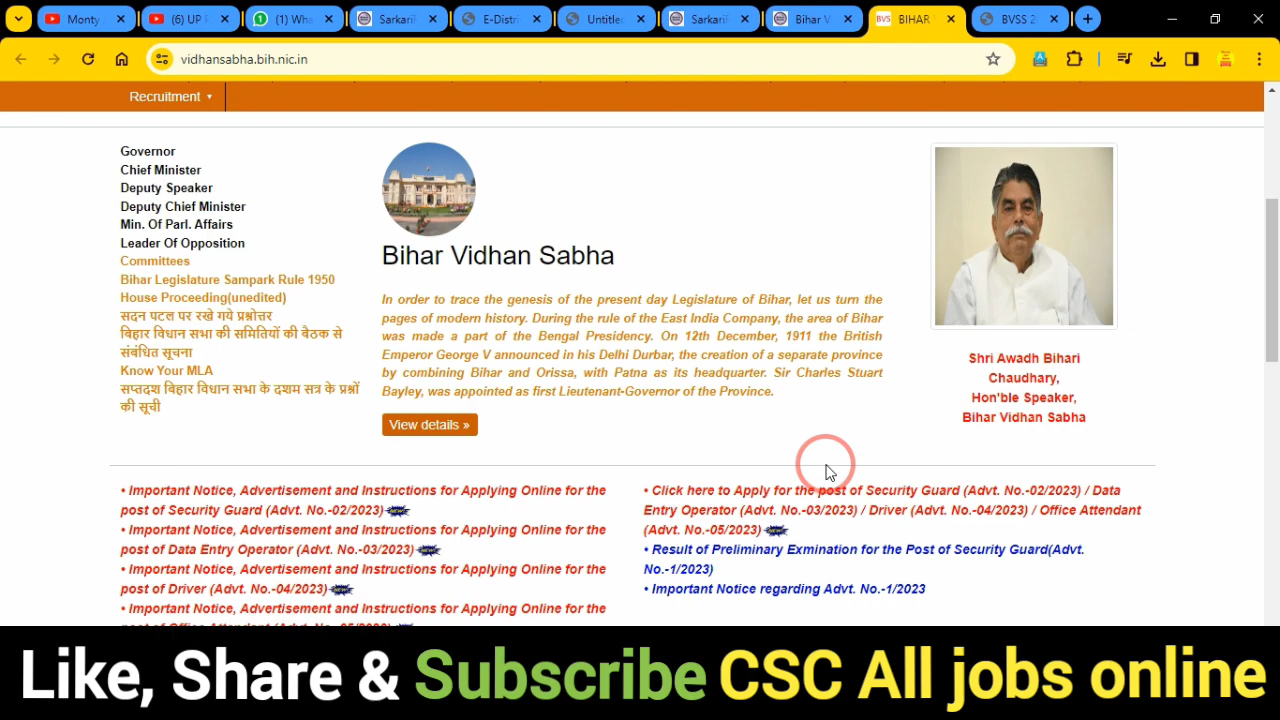 Monty
(6) UP
(1) Wha
Sarkari
E-Distri
Untitled
Sarkari
Bihar V
BIHAR
BVSS 2
vidhansabha.bih.nic.in
Recruitment
Governor
Chief Minister
Deputy Speaker
Deputy Chief Minister
Min. Of Parl. Affairs
Leader Of Opposition
Committees
Bihar Legislature Sampark Rule 1950
House Proceeding(unedited)
सदन पटल पर रखे गये प्रश्नोत्तर
बिहार विधान सभा की समितियों की बैठक से
संबंधित सूचना
Know Your MLA
सप्तदश बिहार विधान सभा के दशम सत्र के प्रश्नों
की सूची
Bihar Vidhan Sabha
In order to trace the genesis of the present day Legislature of Bihar, let us turn the
pages of modern history. During the rule of the East India Company, the area of Bihar
was made a part of the Bengal Presidency. On 12th December, 1911 the British
Emperor George V announced in his Delhi Durbar, the creation of a separate province
by combining Bihar and Orissa, with Patna as its headquarter. Sir Charles Stuart
Bayley, was appointed as first Lieutenant-Governor of the Province.
View details »
Shri Awadh Bihari
Chaudhary,
Hon'ble Speaker,
Bihar Vidhan Sabha
• Important Notice, Advertisement and Instructions for Applying Online for the
post of Security Guard (Advt. No.-02/2023)
• Important Notice, Advertisement and Instructions for Applying Online for the
post of Data Entry Operator (Advt. No.-03/2023)
• Important Notice, Advertisement and Instructions for Applying Online for the
post of Driver (Advt. No.-04/2023)
• Important Notice, Advertisement and Instructions for Applying Online for the
post of Office Attendant (Advt. No.-05/2023)
• Click here to Apply for the post of Security Guard (Advt. No.-02/2023) / Data
Entry Operator (Advt. No.-03/2023) / Driver (Advt. No.-04/2023) / Office Attendant
(Advt. No.-05/2023)
• Result of Preliminary Exmination for the Post of Security Guard(Advt.
No.-1/2023)
• Important Notice regarding Advt. No.-1/2023
Like, Share & Subscribe CSC All jobs online